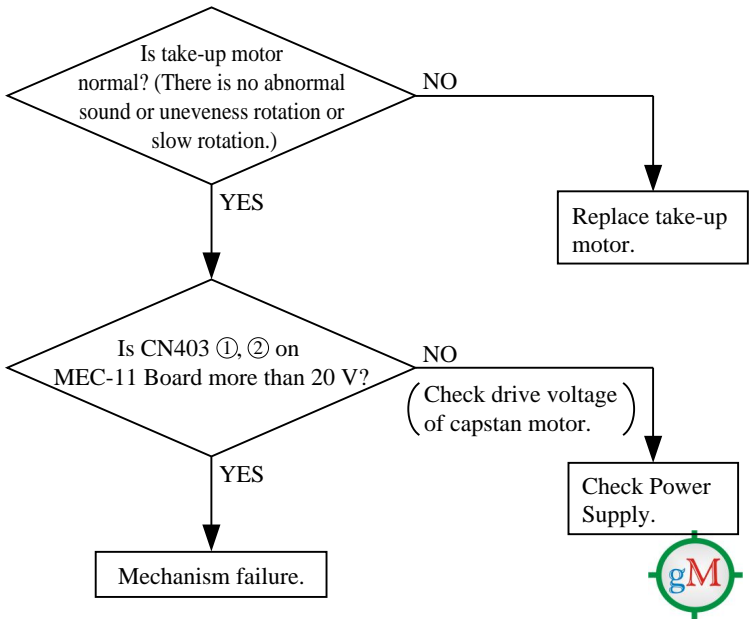 Is take-up motor
normal? (There is no abnormal
sound or uneveness rotation or
slow rotation.)
NO
YES
Replace take-up
motor.
Is CN403 ①, ② on
MEC-11 Board more than 20 V?
NO
(Check drive voltage
of capstan motor.)
YES
Check Power
Supply.
Mechanism failure.
gM